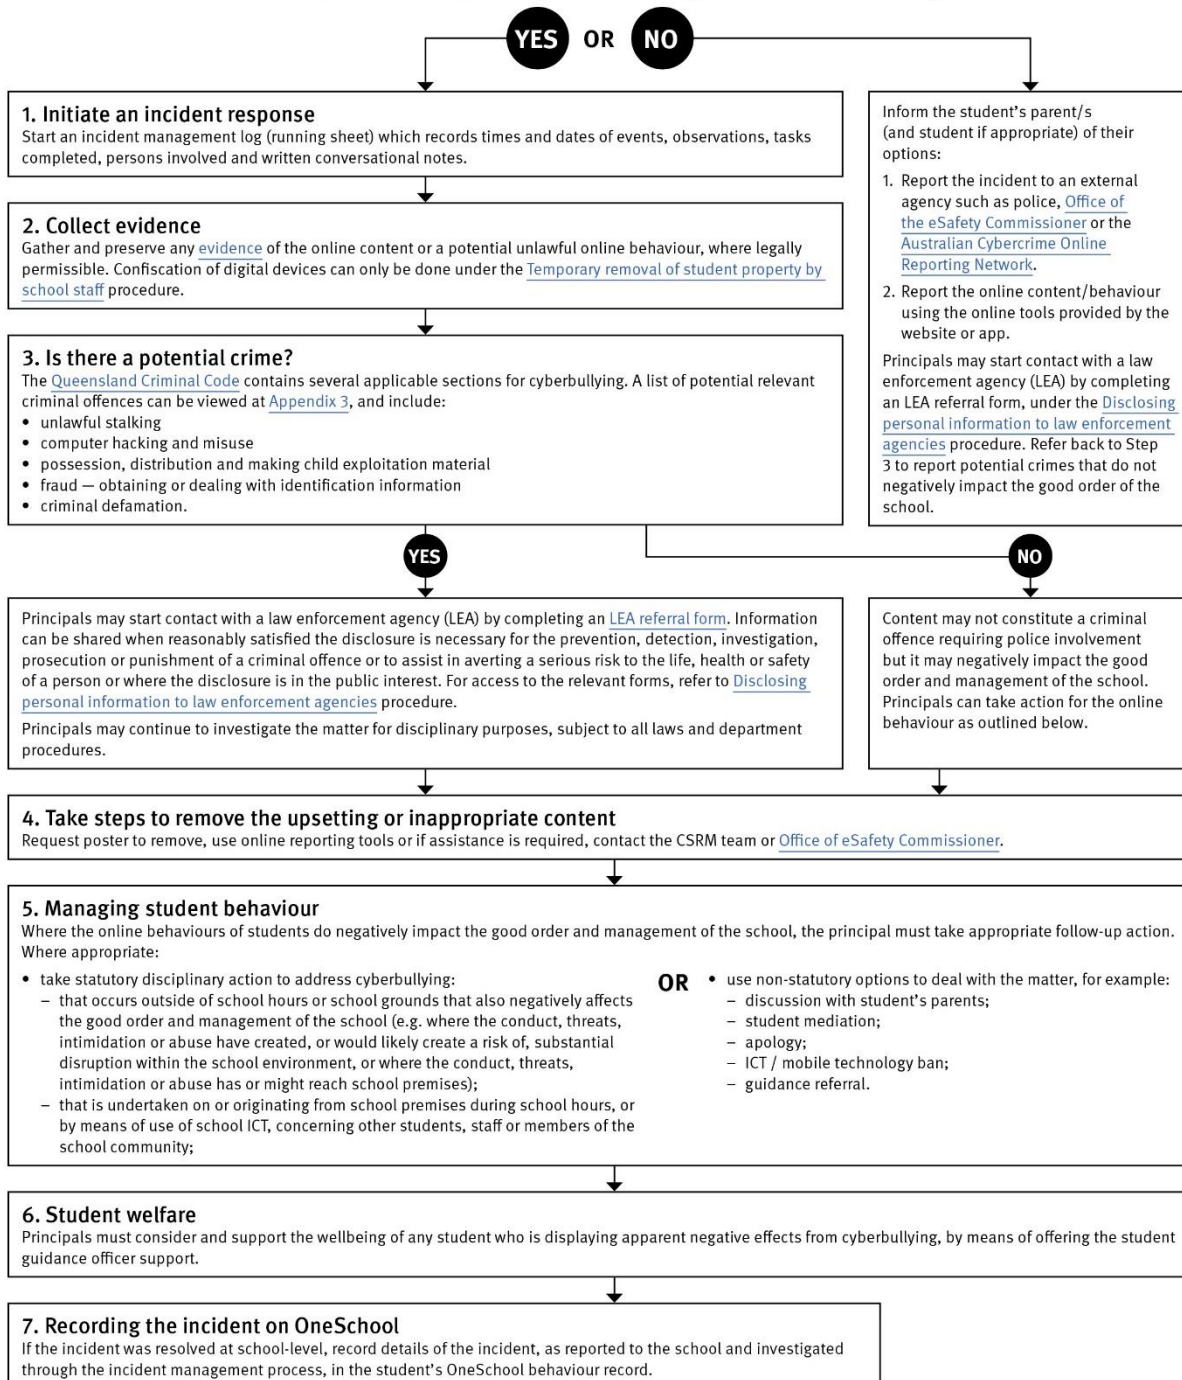 YES OR NO
1. Initiate an incident response
Start an incident management log (running sheet) which records times and dates of events, observations, tasks
completed, persons involved and written conversational notes.
Inform the student's parent/s
(and student if appropriate) of their
options:
1. Report the incident to an external
agency such as police, Office of
the eSafety Commissioner or the
Australian Cybercrime Online
Reporting Network.
2. Report the online content/behaviour
using the online tools provided by the
website or app.
Principals may start contact with a law
enforcement agency (LEA) by completing
an LEA referral form, under the Disclosing
personal information to law enforcement
agencies procedure. Refer back to Step
3 to report potential crimes that do not
negatively impact the good order of the
school.
2. Collect evidence
Gather and preserve any evidence of the online content or a potential unlawful online behaviour, where legally
permissible. Confiscation of digital devices can only be done under the Temporary removal of student property by
school staff procedure.
3. Is there a potential crime?
The Queensland Criminal Code contains several applicable sections for cyberbullying. A list of potential relevant
criminal offences can be viewed at Appendix 3, and include:
• unlawful stalking
• computer hacking and misuse
• possession, distribution and making child exploitation material
• fraud — obtaining or dealing with identification information
• criminal defamation.
YES
NO
Principals may start contact with a law enforcement agency (LEA) by completing an LEA referral form. Information
can be shared when reasonably satisfied the disclosure is necessary for the prevention, detection, investigation,
prosecution or punishment of a criminal offence or to assist in averting a serious risk to the life, health or safety
of a person or where the disclosure is in the public interest. For access to the relevant forms, refer to Disclosing
personal information to law enforcement agencies procedure.
Principals may continue to investigate the matter for disciplinary purposes, subject to all laws and department
procedures.
Content may not constitute a criminal
offence requiring police involvement
but it may negatively impact the good
order and management of the school.
Principals can take action for the online
behaviour as outlined below.
4. Take steps to remove the upsetting or inappropriate content
Request poster to remove, use online reporting tools or if assistance is required, contact the CSRM team or Office of eSafety Commissioner.
5. Managing student behaviour
Where the online behaviours of students do negatively impact the good order and management of the school, the principal must take appropriate follow-up action.
Where appropriate:
• take statutory disciplinary action to address cyberbullying:
– that occurs outside of school hours or school grounds that also negatively affects
the good order and management of the school (e.g. where the conduct, threats,
intimidation or abuse have created, or would likely create a risk of, substantial
disruption within the school environment, or where the conduct, threats,
intimidation or abuse has or might reach school premises);
– that is undertaken on or originating from school premises during school hours, or
by means of use of school ICT, concerning other students, staff or members of the
school community;
OR
• use non-statutory options to deal with the matter, for example:
– discussion with student's parents;
– student mediation;
– apology;
– ICT / mobile technology ban;
– guidance referral.
6. Student welfare
Principals must consider and support the wellbeing of any student who is displaying apparent negative effects from cyberbullying, by means of offering the student
guidance officer support.
7. Recording the incident on OneSchool
If the incident was resolved at school-level, record details of the incident, as reported to the school and investigated
through the incident management process, in the student's OneSchool behaviour record.